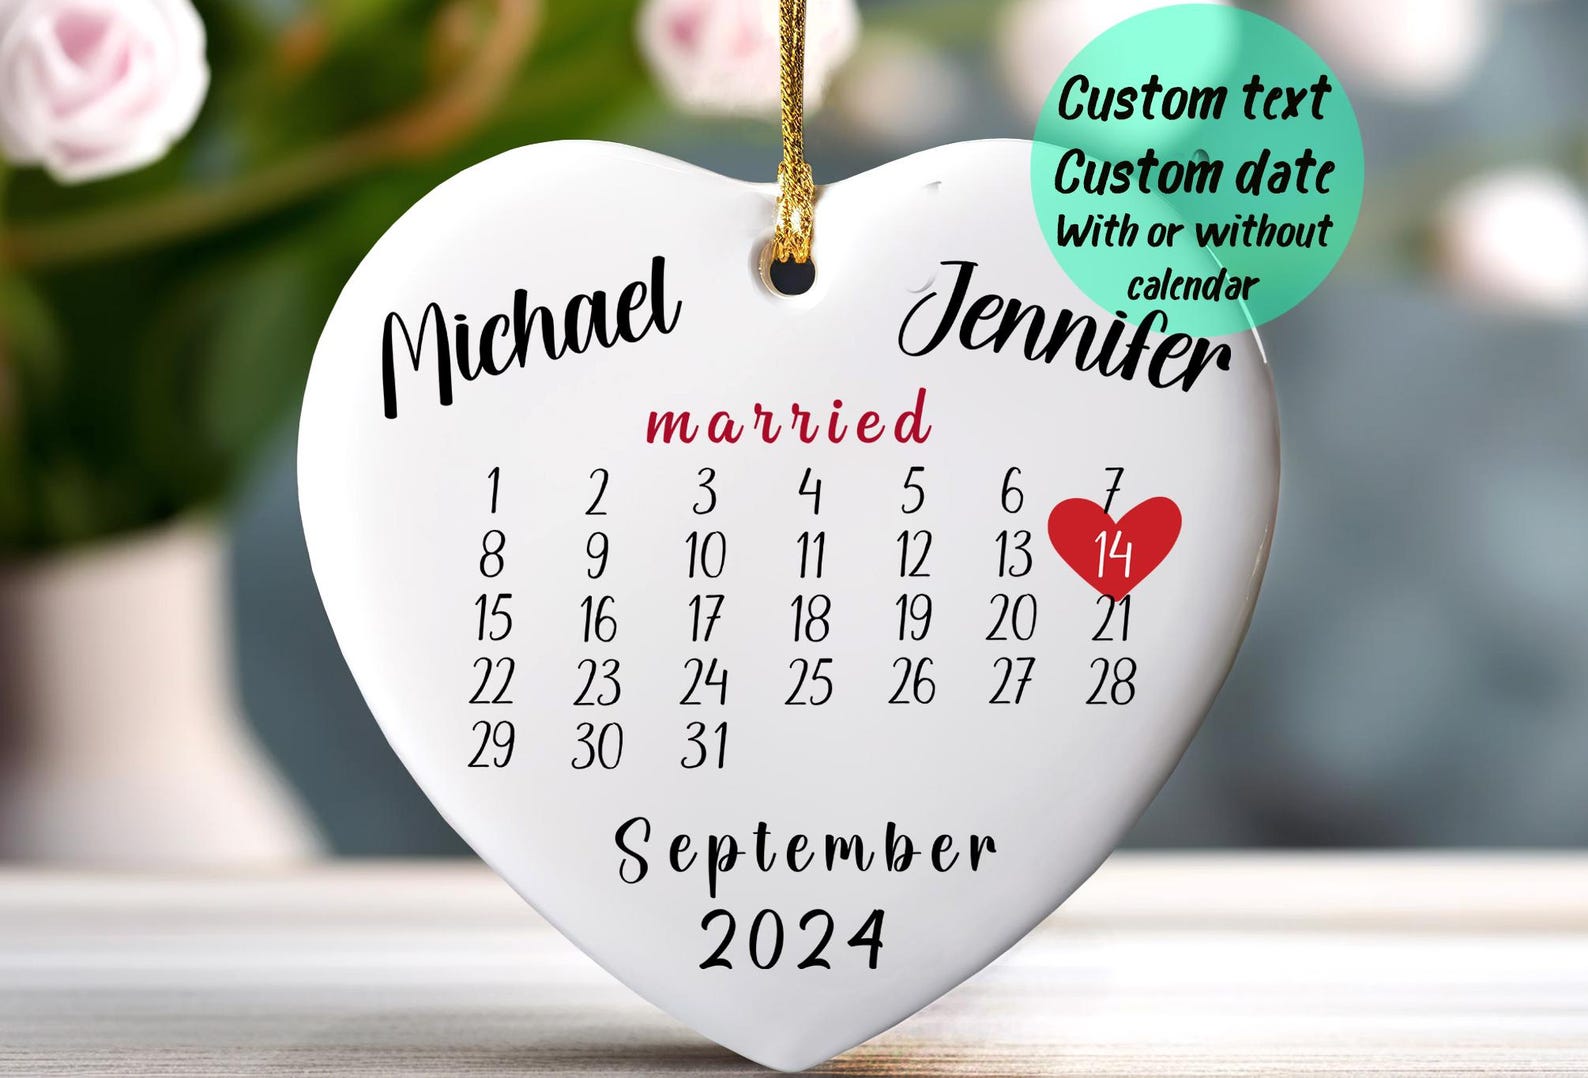 Custom text
Custom date
With or without
calendar
Michael Jennifer
married
1 2 3 4 5 6 7
8 9 10 11 12 13 14
15 16 17 18 19 20 21
22 23 24 25 26 27 28
29 30 31
September
2024